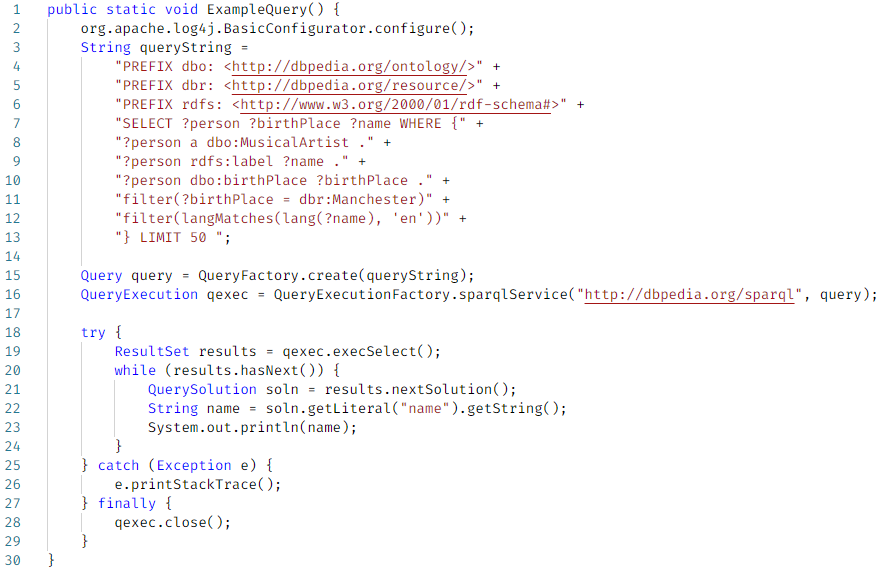 1 public static void ExampleQuery() {
2 org.apache.log4j.BasicConfigurator.configure();
3 String queryString =
4 "PREFIX dbo: <http://dbpedia.org/ontology/>" +
5 "PREFIX dbr: <http://dbpedia.org/resource/>" +
6 "PREFIX rdfs: <http://www.w3.org/2000/01/rdf-schema#>" +
7 "SELECT ?person ?birthPlace ?name WHERE {" +
8 "?person a dbo:MusicalArtist ." +
9 "?person rdfs:label ?name ." +
10 "?person dbo:birthPlace ?birthPlace ." +
11 "filter(?birthPlace = dbr:Manchester)" +
12 "filter(langMatches(lang(?name), 'en'))" +
13 "} LIMIT 50 ";
14
15 Query query = QueryFactory.create(queryString);
16 QueryExecution qexec = QueryExecutionFactory.sparqlService("http://dbpedia.org/sparql", query);
17
18 try {
19 ResultSet results = qexec.execSelect();
20 while (results.hasNext()) {
21 QuerySolution soln = results.nextSolution();
22 String name = soln.getLiteral("name").getString();
23 System.out.println(name);
24 }
25 } catch (Exception e) {
26 e.printStackTrace();
27 } finally {
28 qexec.close();
29 }
30 }